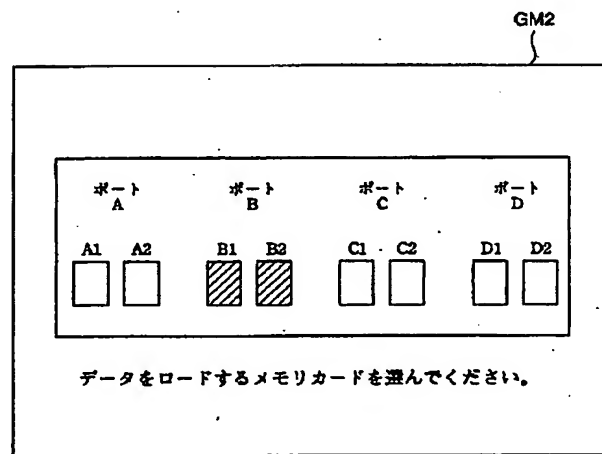 GM2
ポート ポート ポート ポート
A B C D
A1 A2 B1 B2 C1 C2 D1 D2
データをロードするメモリカードを選んでください。